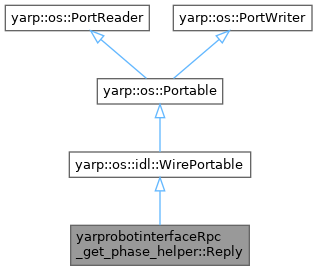 yarp::os::PortReader
yarp::os::PortWriter
yarp::os::Portable
yarp::os::idl::WirePortable
yarprobotinterfaceRpc
_get_phase_helper::Reply